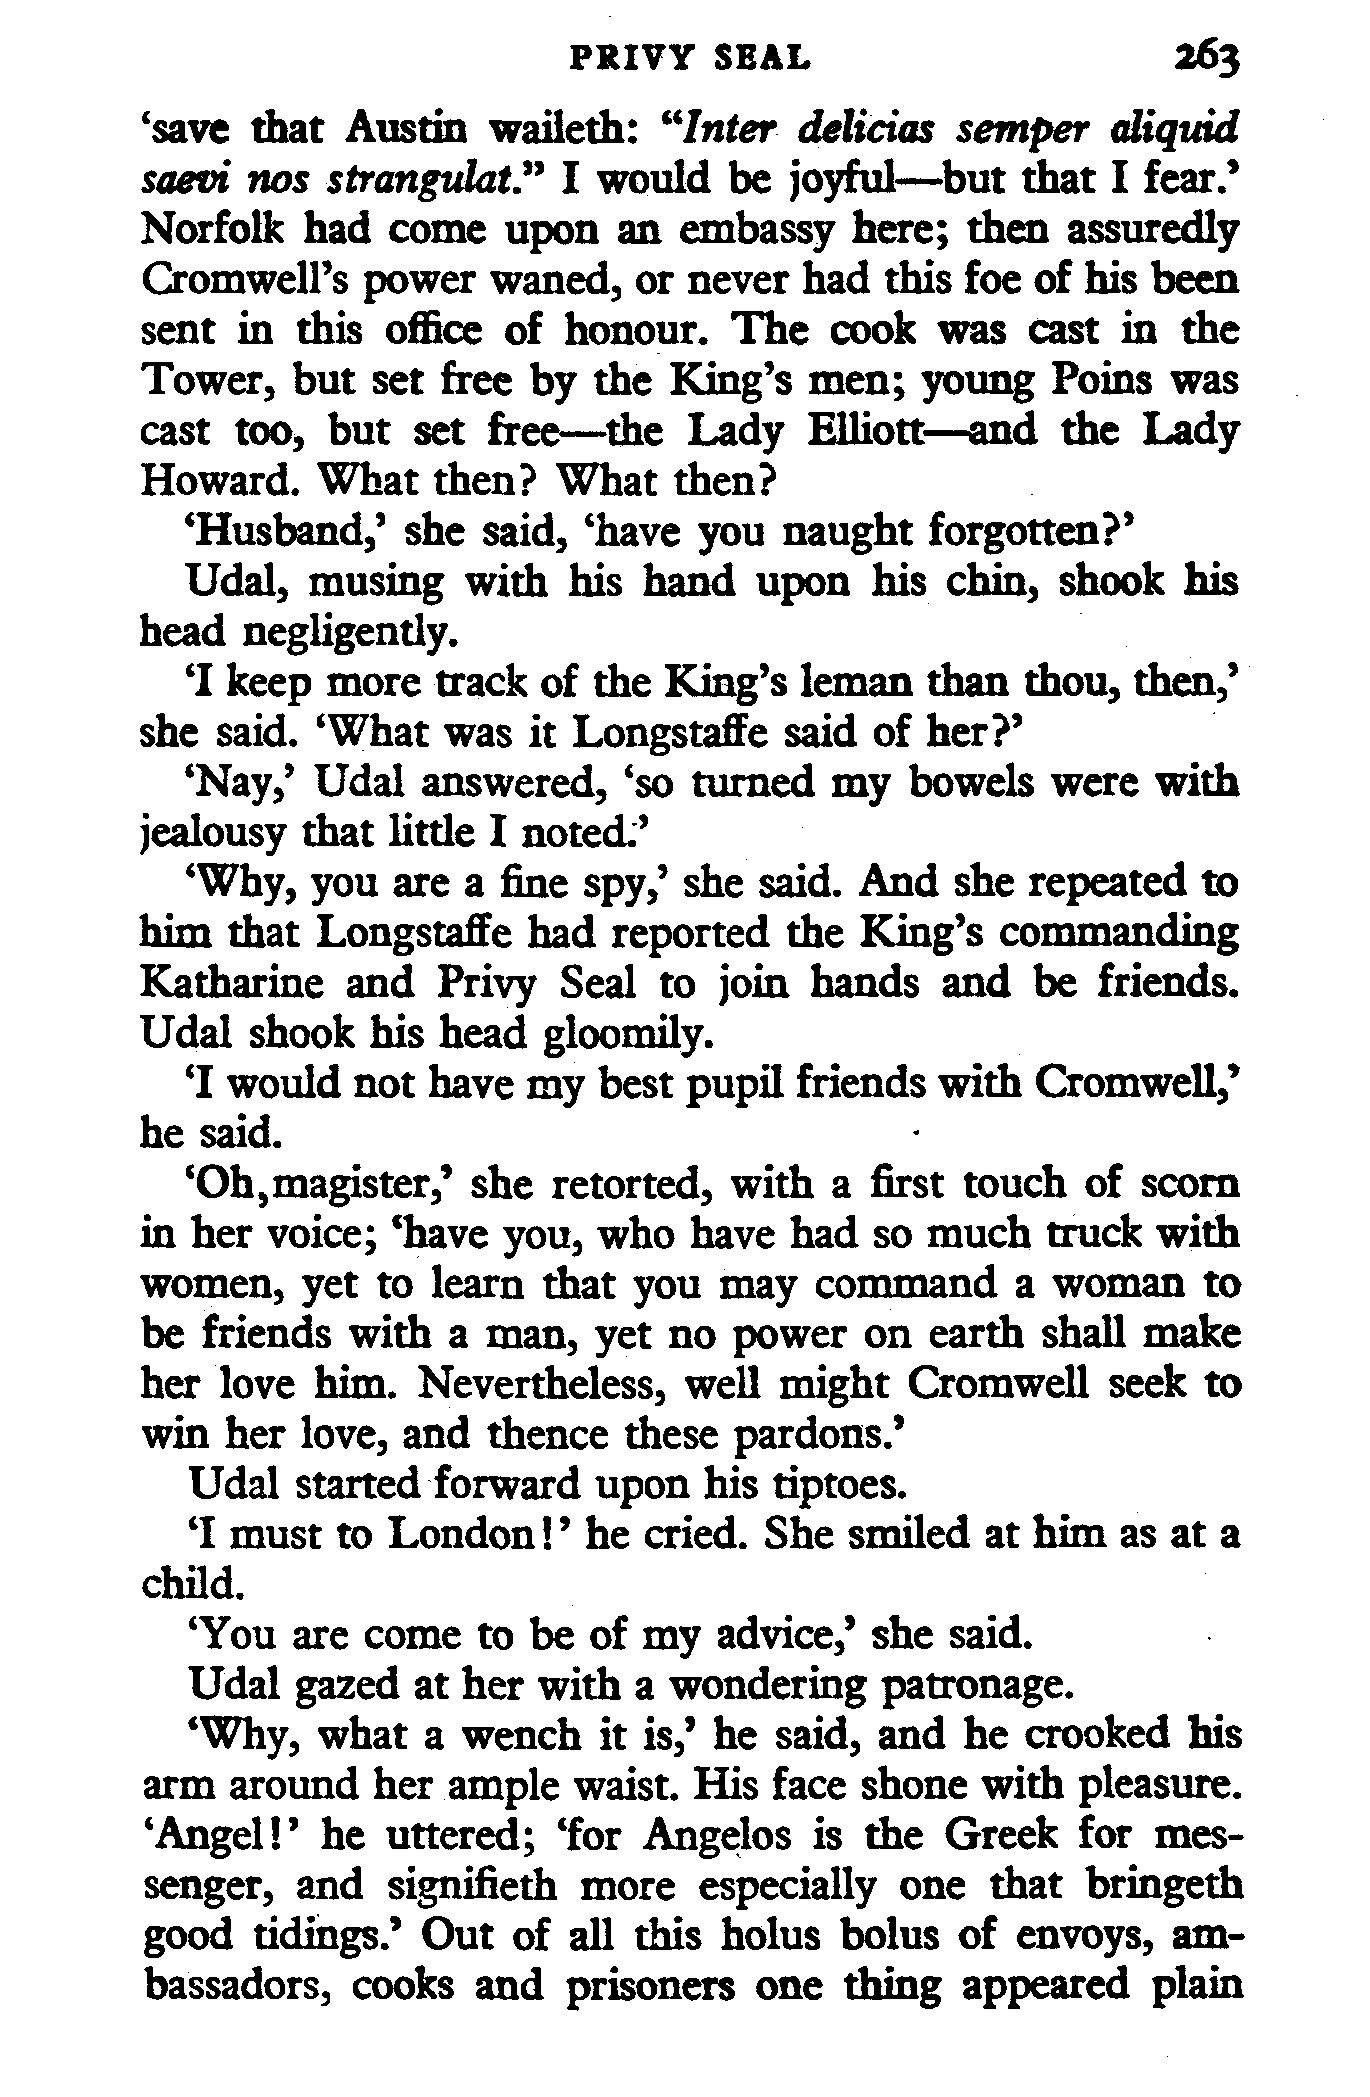 PRIVY SEAL 263
‘save that Austin waileth: “Inter delicias semper aliquid
saevi nos strangulat.” I would be joyful—but that I fear.’
Norfolk had come upon an embassy here; then assuredly
Cromwell’s power waned, or never had this foe of his been
sent in this office of honour. The cook was cast in the
Tower, but set free by the King’s men; young Poins was
cast too, but set free—the Lady Elliott—and the Lady
Howard. What then? What then?
‘Husband,’ she said, ‘have you naught forgotten?’
Udal, musing with his hand upon his chin, shook his
head negligently.
‘I keep more track of the King’s leman than thou, then,’
she said. ‘What was it Longstaffe said of her?’
‘Nay,’ Udal answered, ‘so turned my bowels were with
jealousy that little I noted.’
‘Why, you are a fine spy,’ she said. And she repeated to
him that Longstaffe had reported the King’s commanding
Katharine and Privy Seal to join hands and be friends.
Udal shook his head gloomily.
‘I would not have my best pupil friends with Cromwell,’
he said.
‘Oh, magister,’ she retorted, with a first touch of scorn
in her voice; ‘have you, who have had so much truck with
women, yet to learn that you may command a woman to
be friends with a man, yet no power on earth shall make
her love him. Nevertheless, well might Cromwell seek to
win her love, and thence these pardons.’
Udal started forward upon his tiptoes.
‘I must to London!’ he cried. She smiled at him as at a
child.
‘You are come to be of my advice,’ she said.
Udal gazed at her with a wondering patronage.
‘Why, what a wench it is,’ he said, and he crooked his
arm around her ample waist. His face shone with pleasure.
‘Angel!’ he uttered; ‘for Angelos is the Greek for mes-
senger, and signifieth more especially one that bringeth
good tidings.’ Out of all this holus bolus of envoys, am-
bassadors, cooks and prisoners one thing appeared plain